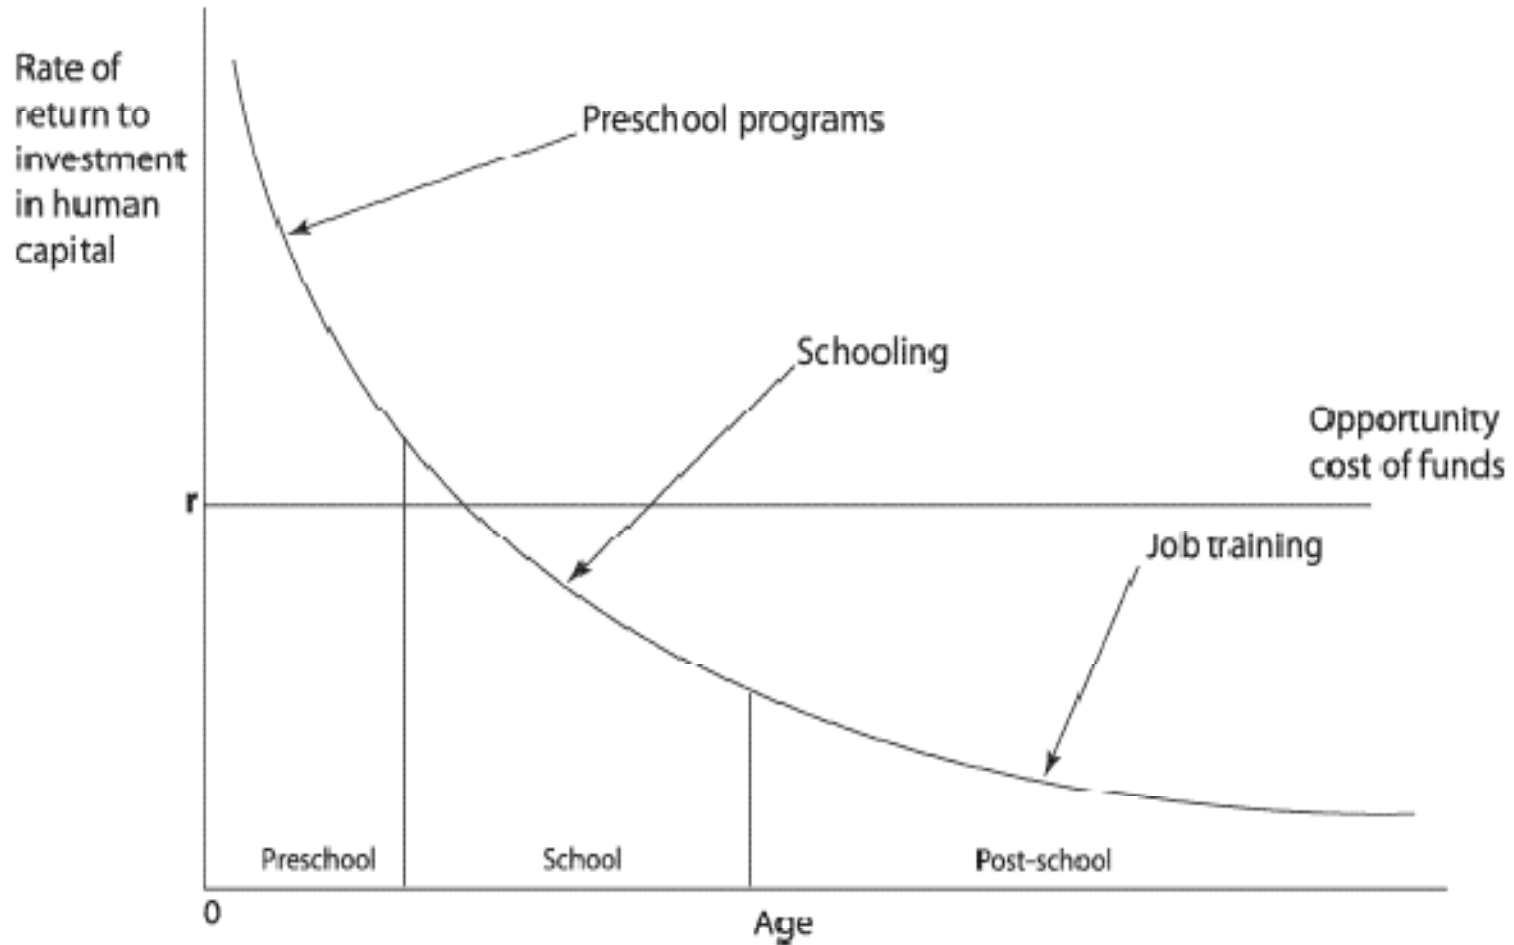 Rate of
return to
investment
in human
capital
Preschool programs
Schooling
Opportunity
cost of funds
r
Job training
Preschool
School
Post-school
0
Age